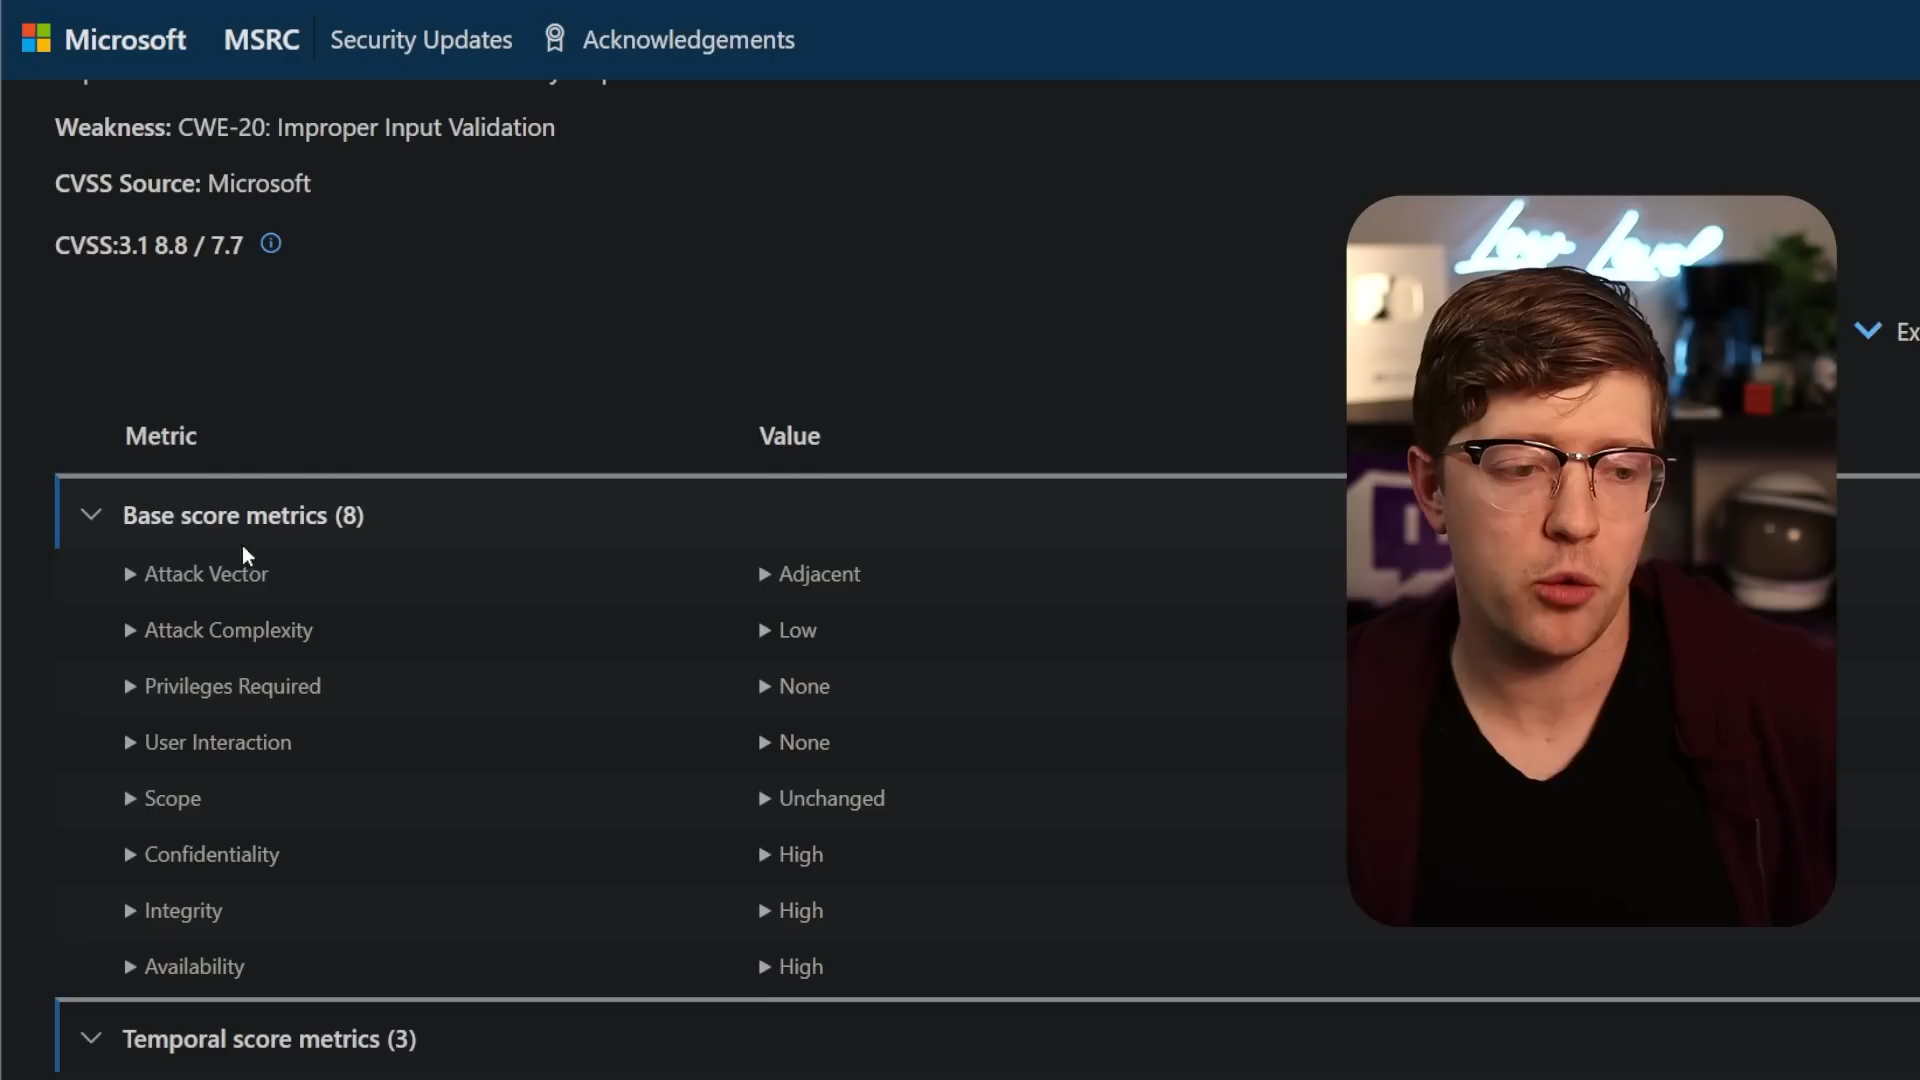 Microsoft MSRC Security Updates Acknowledgements
Weakness: CWE-20: Improper Input Validation
CVSS Source: Microsoft
CVSS:3.1 8.8 / 7.7
Low Level
Ex
Metric Value
Base score metrics (8)
Attack Vector Adjacent
Attack Complexity Low
Privileges Required None
User Interaction None
Scope Unchanged
Confidentiality High
Integrity High
Availability High
Temporal score metrics (3)